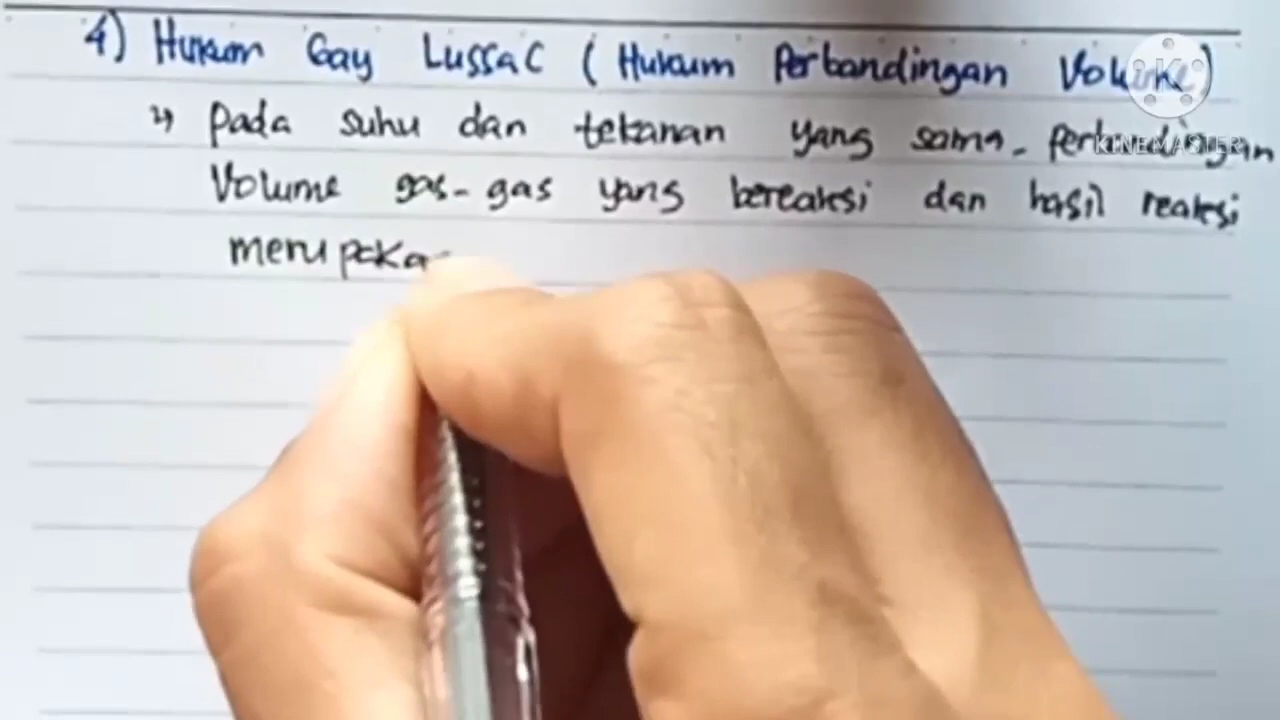 4) Hukum Gay Lussac (Hukum Perbandingan Volume)
Pada suhu dan tekanan yang sama - perbandingan
Volume gas-gas yang bereaksi dan hasil reaksi
merupaka
KINEMASTER